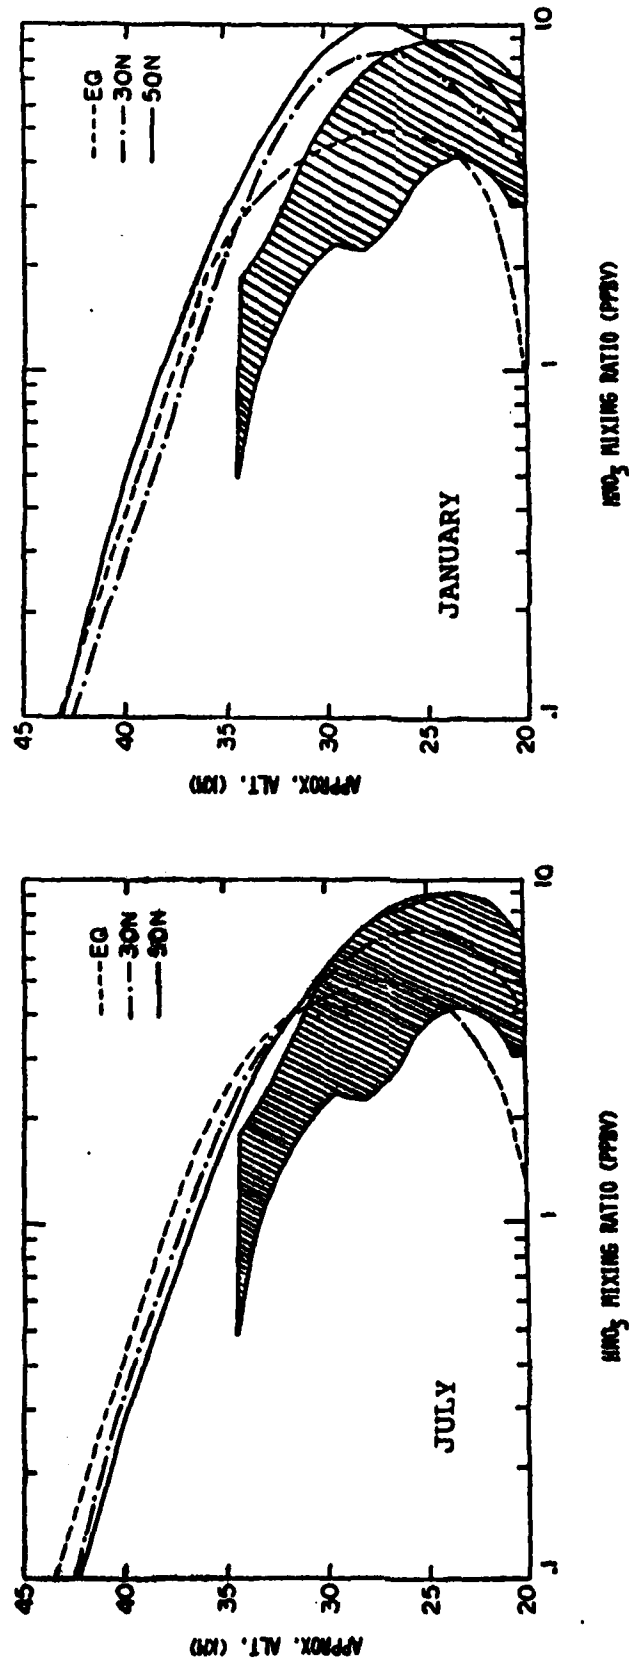 45
40
35
30
25
20
APPROX. ALT. (KM)
EQ
30N
50N
JULY
.1
1
10
HNO3 MIXING RATIO (PPBV)
45
40
35
30
25
20
APPROX. ALT. (KM)
EQ
30N
50N
JANUARY
.1
1
10
HNO3 MIXING RATIO (PPBV)